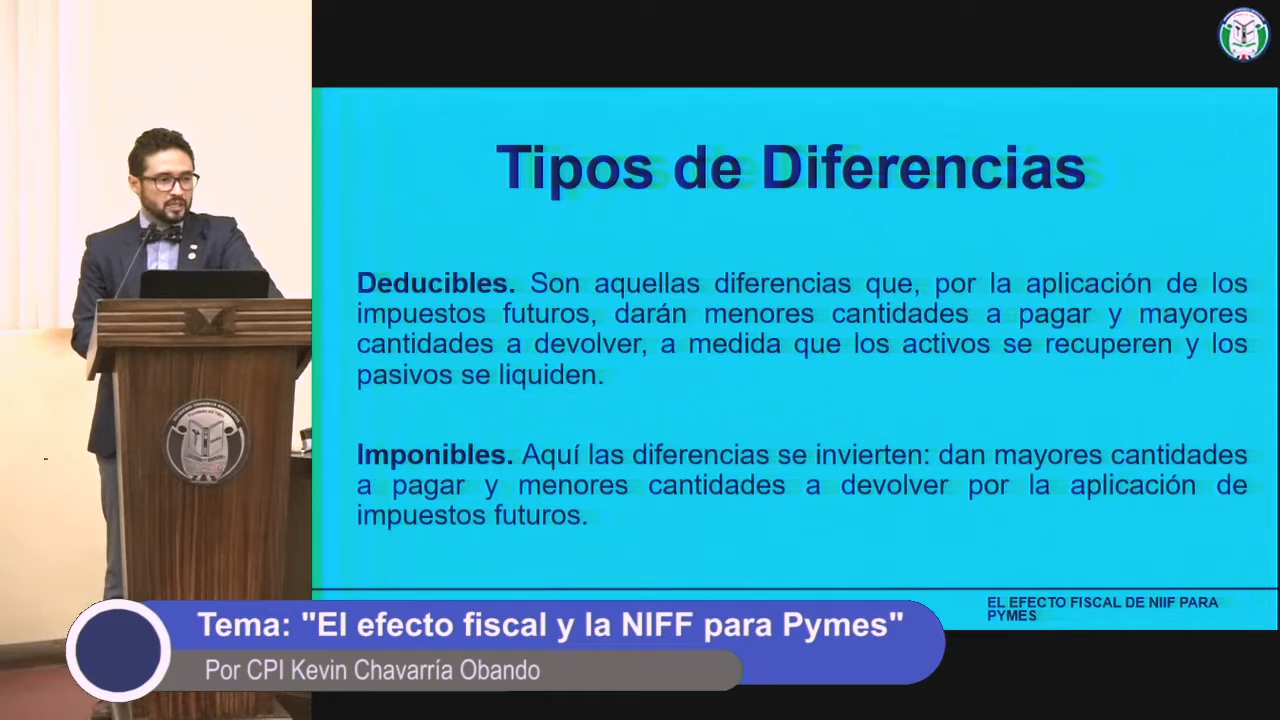 Tipos de Diferencias
Deducibles. Son aquellas diferencias que, por la aplicación de los
impuestos futuros, darán menores cantidades a pagar y mayores
cantidades a devolver, a medida que los activos se recuperen y los
pasivos se liquiden.
Imponibles. Aquí las diferencias se invierten: dan mayores cantidades
a pagar y menores cantidades a devolver por la aplicación de
impuestos futuros.
EL EFECTO FISCAL DE NIIF PARA
PYMES
Tema: "El efecto fiscal y la NIFF para Pymes"
Por CPI Kevin Chavarría Obando